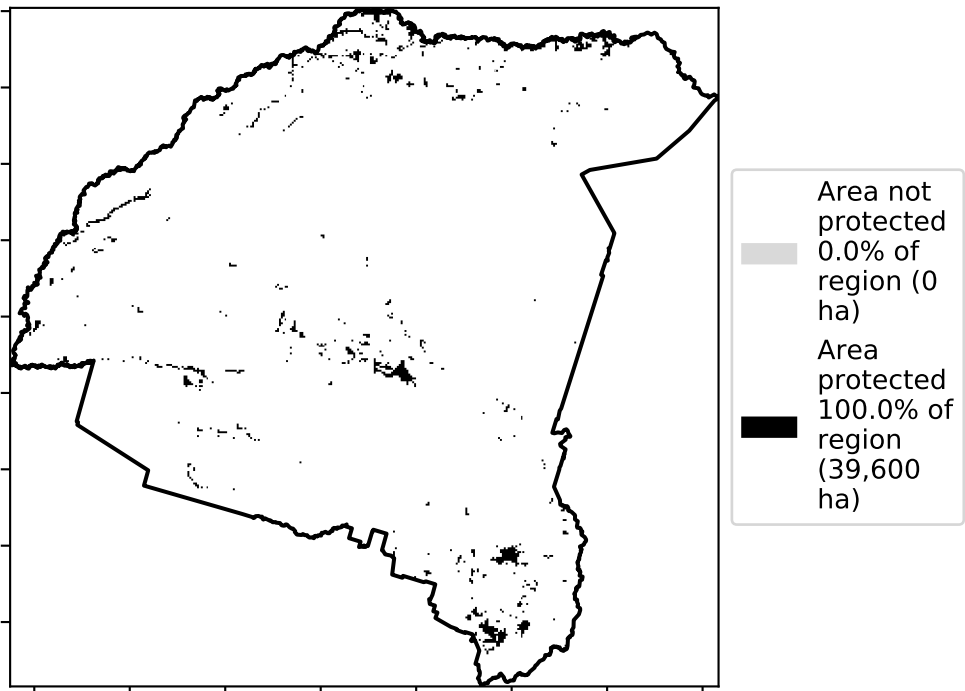 Area not
protected
0.0% of
region (0
ha)
Area
protected
100.0% of
region
(39,600
ha)